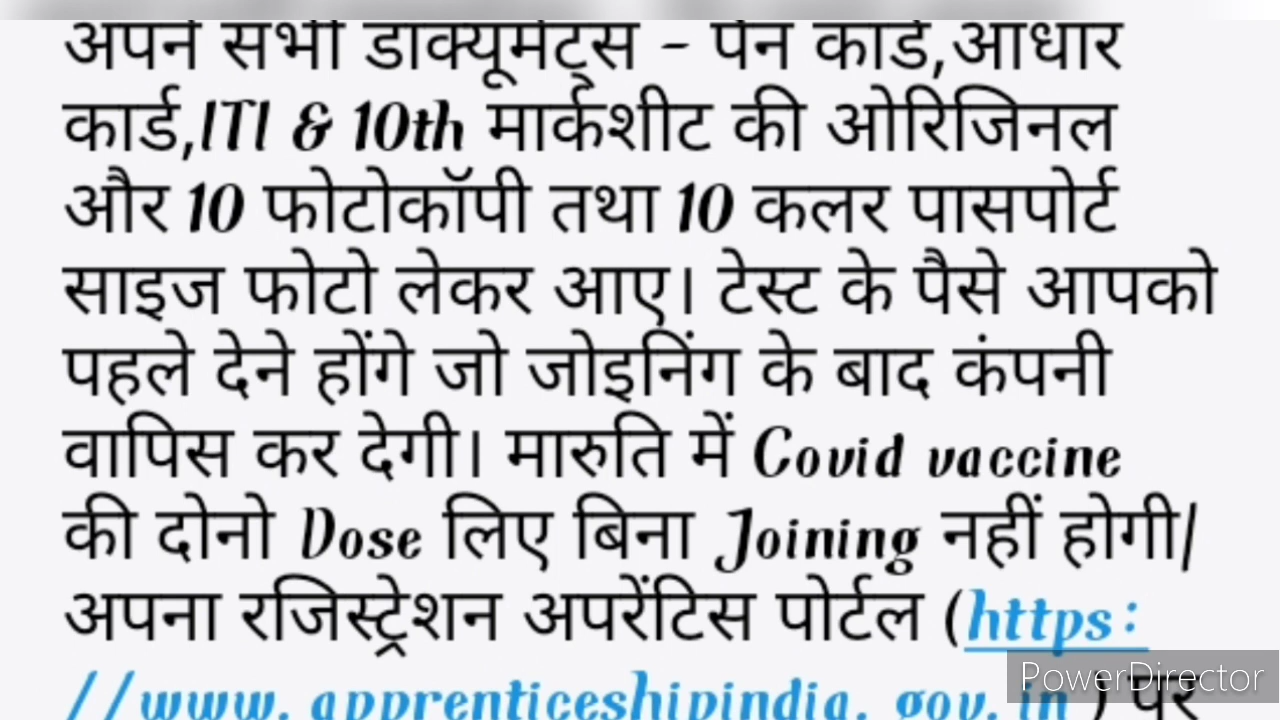 अपने सभी डाक्यूमेंट्स - पेन कार्ड,आधार
कार्ड,ITI & 10th मार्कशीट की ओरिजिनल
और 10 फोटोकॉपी तथा 10 कलर पासपोर्ट
साइज फोटो लेकर आए। टेस्ट के पैसे आपको
पहले देने होंगे जो जोइनिंग के बाद कंपनी
वापिस कर देगी। मारुति में Covid vaccine
की दोनो Dose लिए बिना Joining नहीं होगी|
अपना रजिस्ट्रेशन अपरेंटिस पोर्टल (https:
//www. apprenticeshipindia. gov. in ) पर
PowerDirector